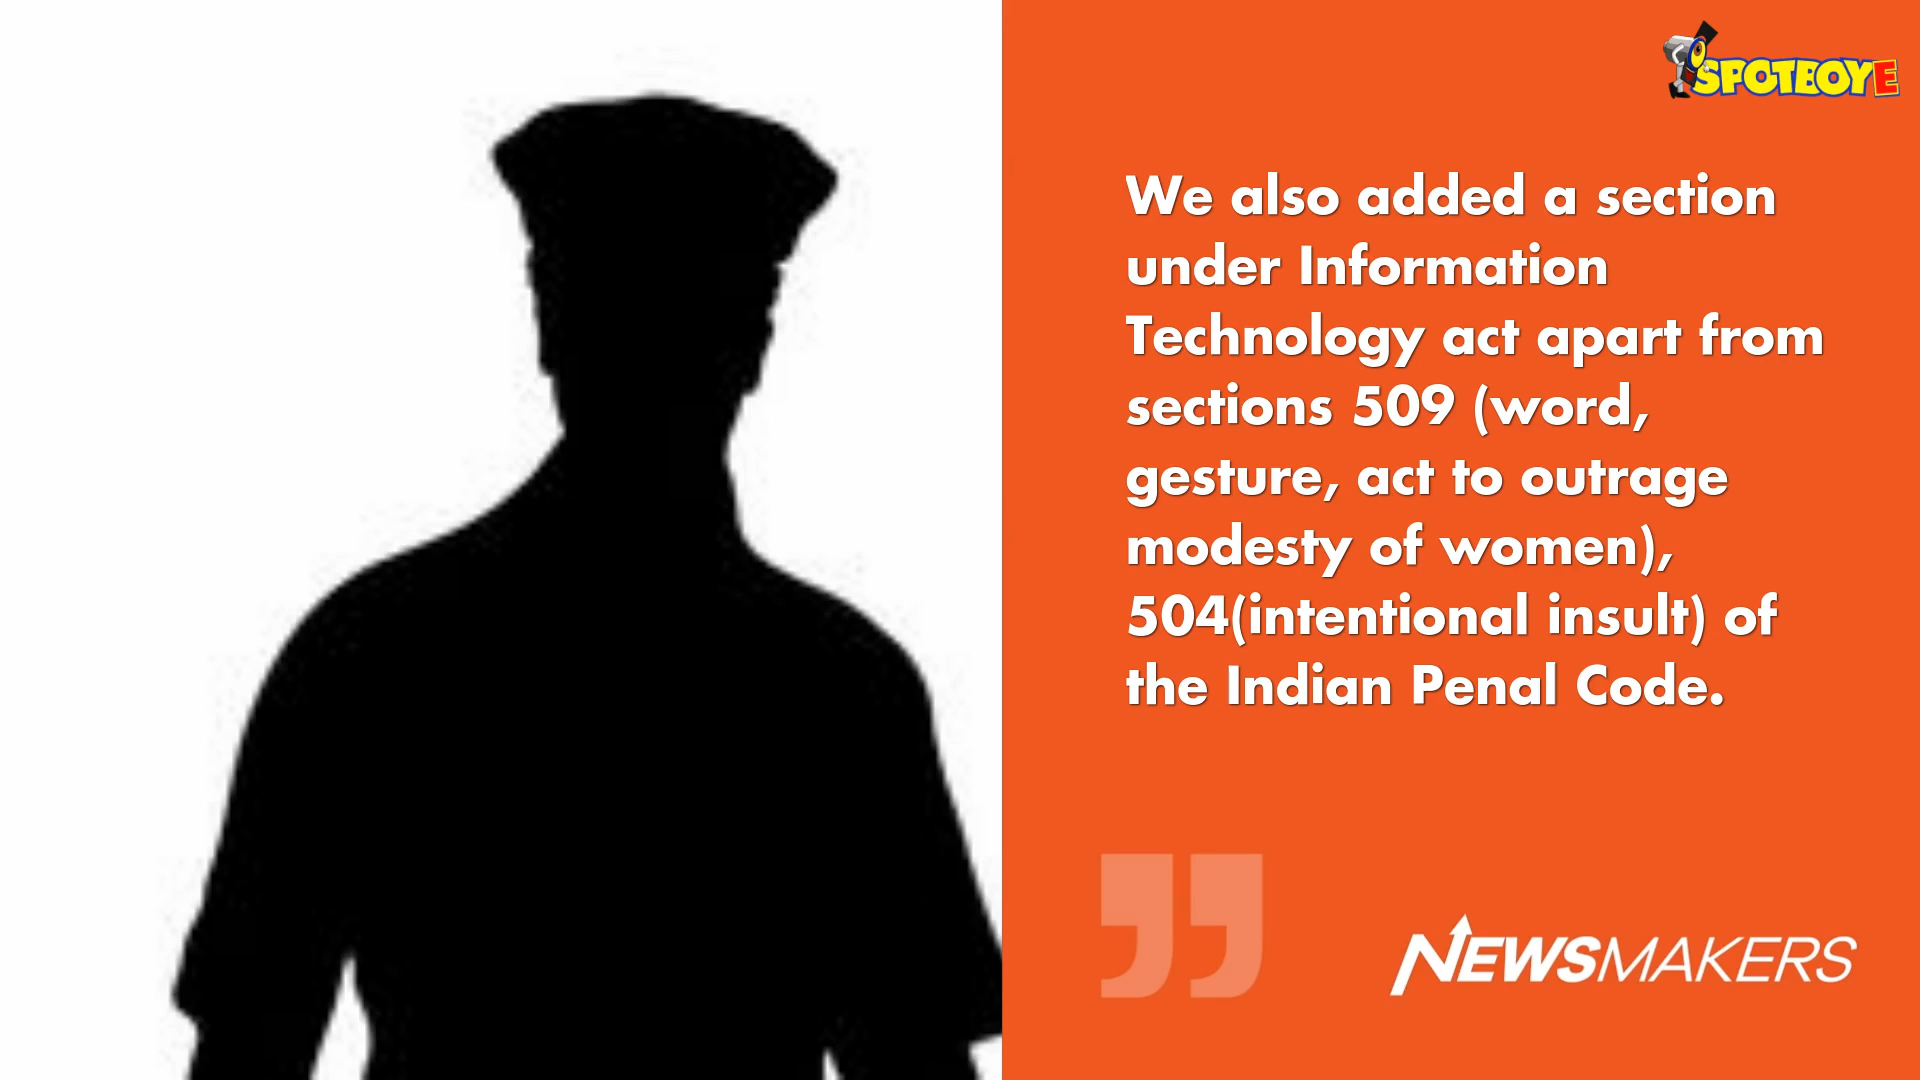 SPOTBOYE
We also added a section
under Information
Technology act apart from
sections 509 (word,
gesture, act to outrage
modesty of women),
504(intentional insult) of
the Indian Penal Code.
”
NEWSMAKERS